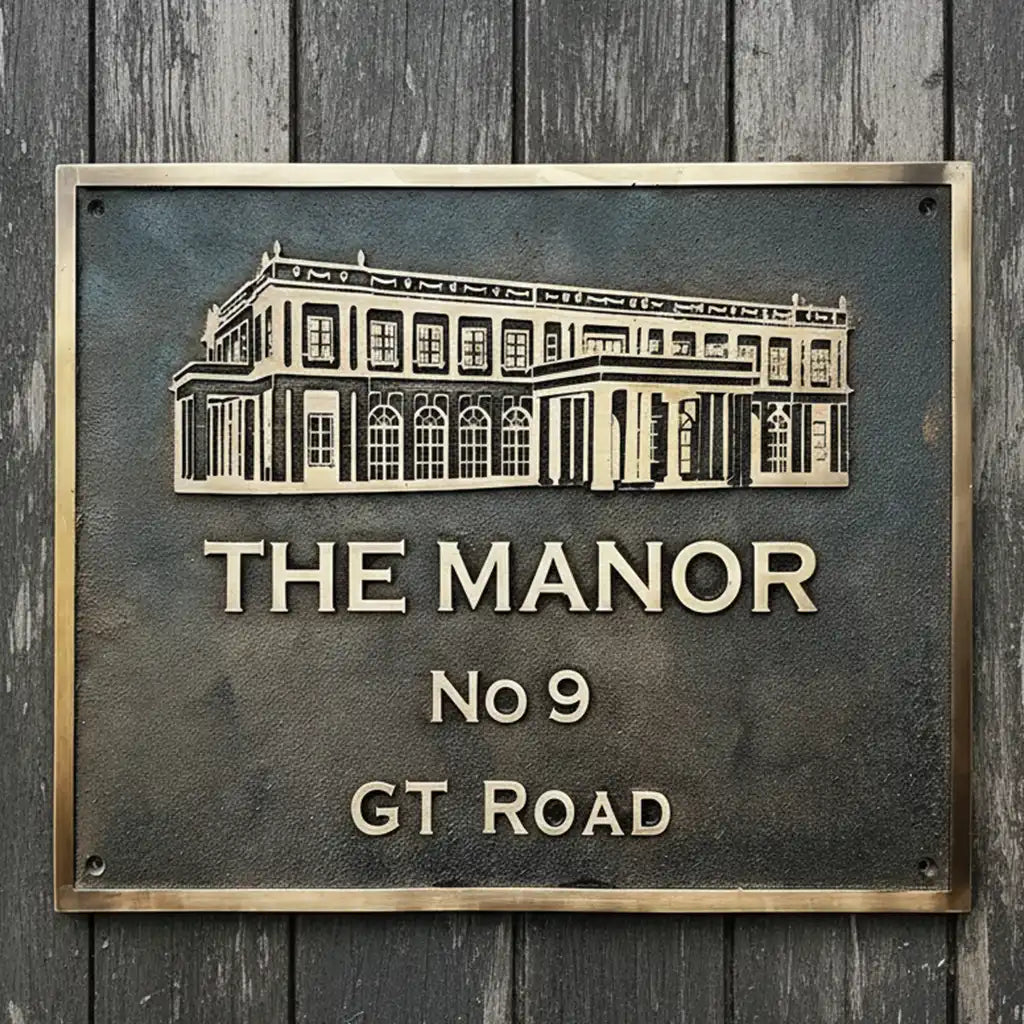 THE MANOR
No 9
GT ROAD